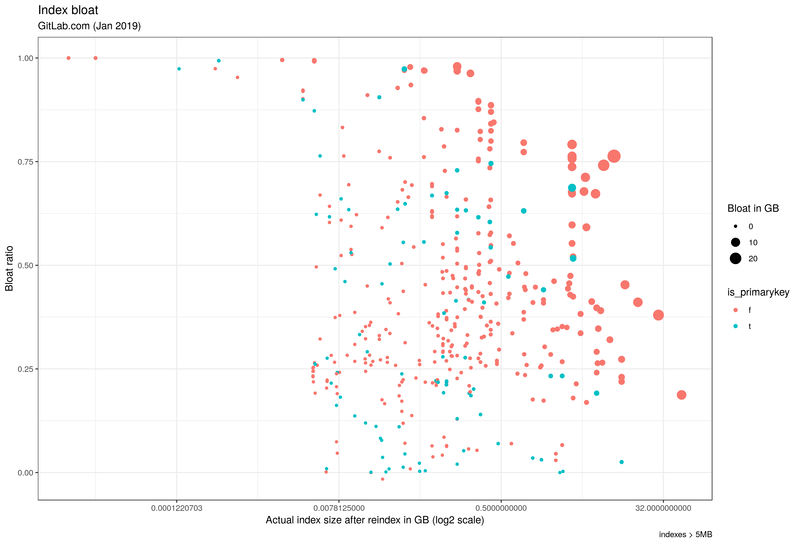 Index bloat
GitLab.com (Jan 2019)
Bloat ratio
1.00
0.75
0.50
0.25
0.00
0.0001220703
0.0078125000
0.5000000000
32.0000000000
Actual index size after reindex in GB (log2 scale)
indexes > 5MB
Bloat in GB
0
10
20
is_primarykey
f
t